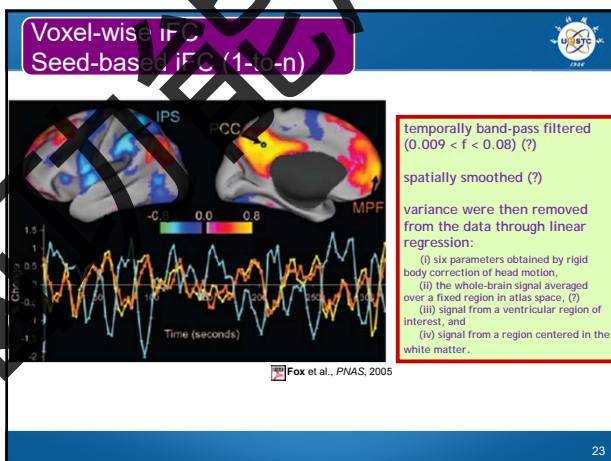 Voxel-wise iFC
Seed-based iFC (1-to-n)
UESTC
1956
IPS
PCC
MPF
-0.8 0.0 0.8
1.5
1
0.5
0
-0.5
-1
-1.5
-2
Time (seconds)
temporally band-pass filtered
(0.009 < f < 0.08) (?)
spatially smoothed (?)
variance were then removed
from the data through linear
regression:
(i) six parameters obtained by rigid
body correction of head motion,
(ii) the whole-brain signal averaged
over a fixed region in atlas space, (?)
(iii) signal from a ventricular region of
interest, and
(iv) signal from a region centered in the
white matter.
Fox et al., PNAS, 2005
23